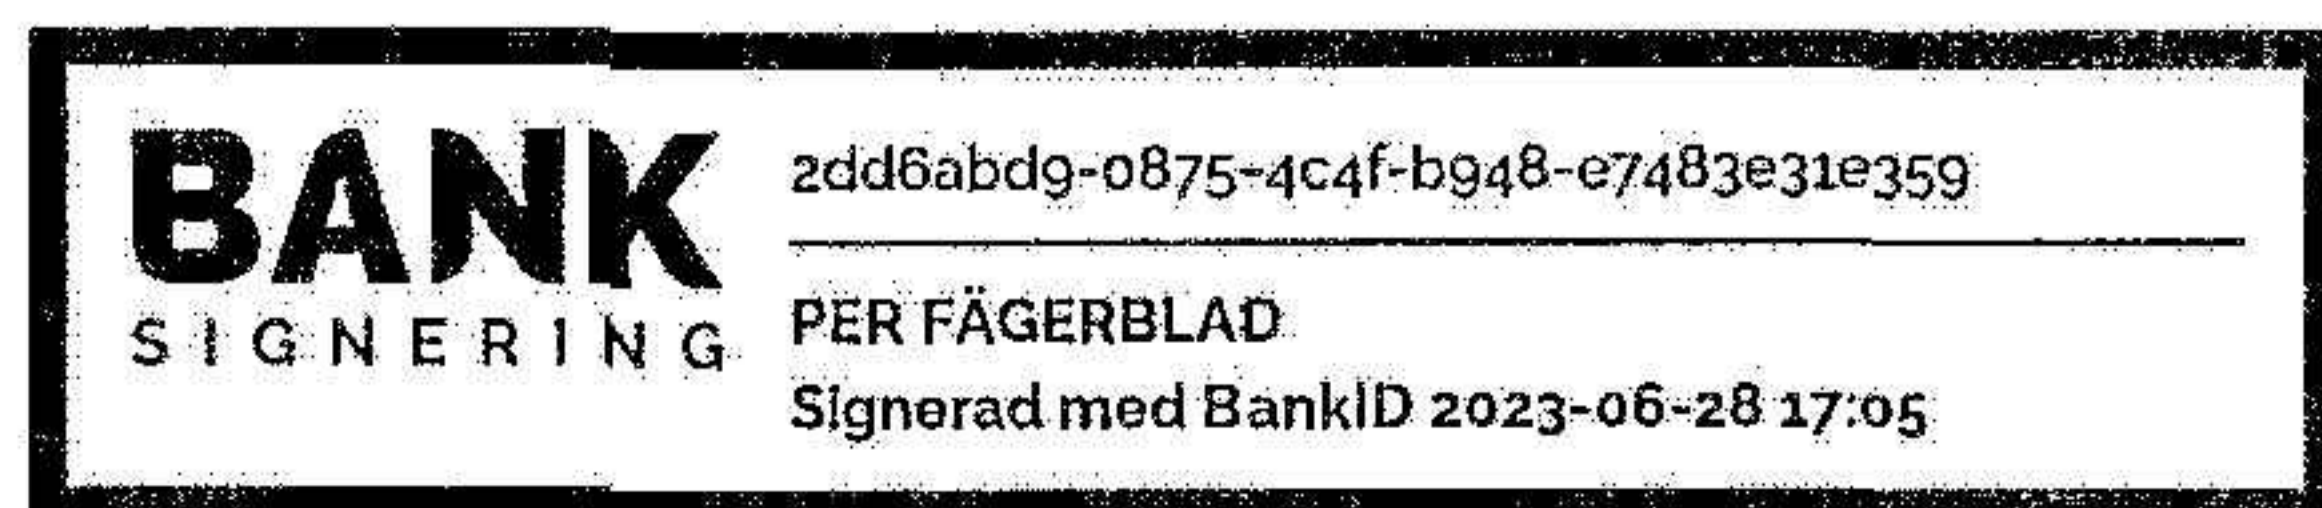 BANK
SIGNERING
2dd6abd9-0875-4c4f-b948-e7483e31e359
PER FÄGERBLAD
Signerad med BankID 2023-06-28 17:05